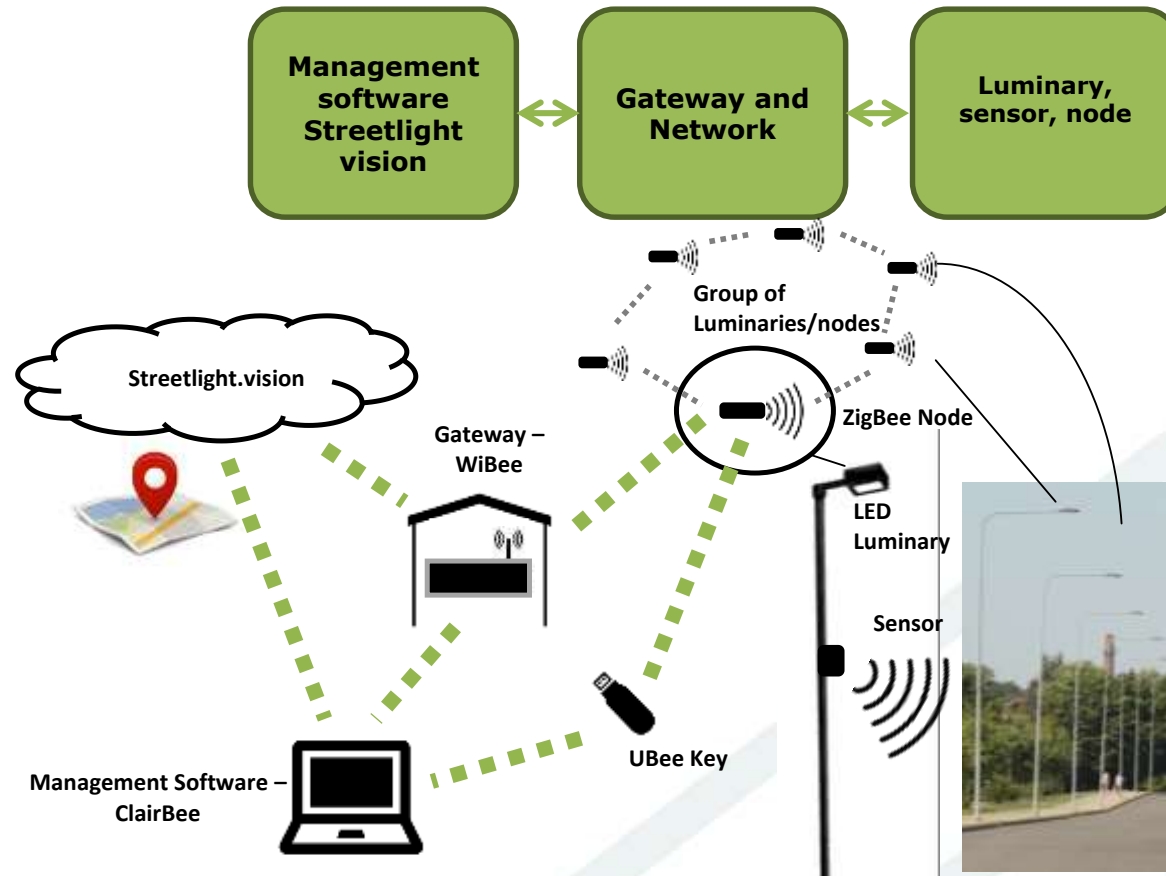 Management
software
Streetlight
vision
Gateway and
Network
Luminary,
sensor, node
Group of
Luminaries/nodes
Streetlight.vision
ZigBee Node
Gateway –
WiBee
LED
Luminary
Sensor
UBee Key
Management Software –
ClairBee